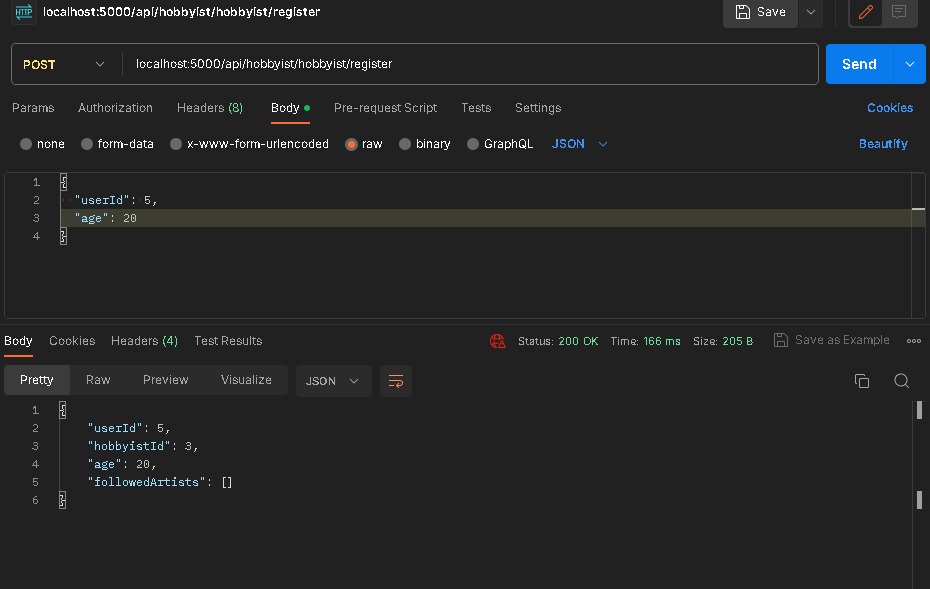 HTTP localhost:5000/api/hobbyist/hobbyist/register Save
POST localhost:5000/api/hobbyist/hobbyist/register Send
Params Authorization Headers (8) Body Pre-request Script Tests Settings Cookies
none form-data x-www-form-urlencoded raw binary GraphQL JSON Beautify
1 {
2 "userId": 5,
3 "age": 20
4 }
Body Cookies Headers (4) Test Results Status: 200 OK Time: 166 ms Size: 205 B Save as Example
Pretty Raw Preview Visualize JSON
1 {
2 "userId": 5,
3 "hobbyistId": 3,
4 "age": 20,
5 "followedArtists": []
6 }